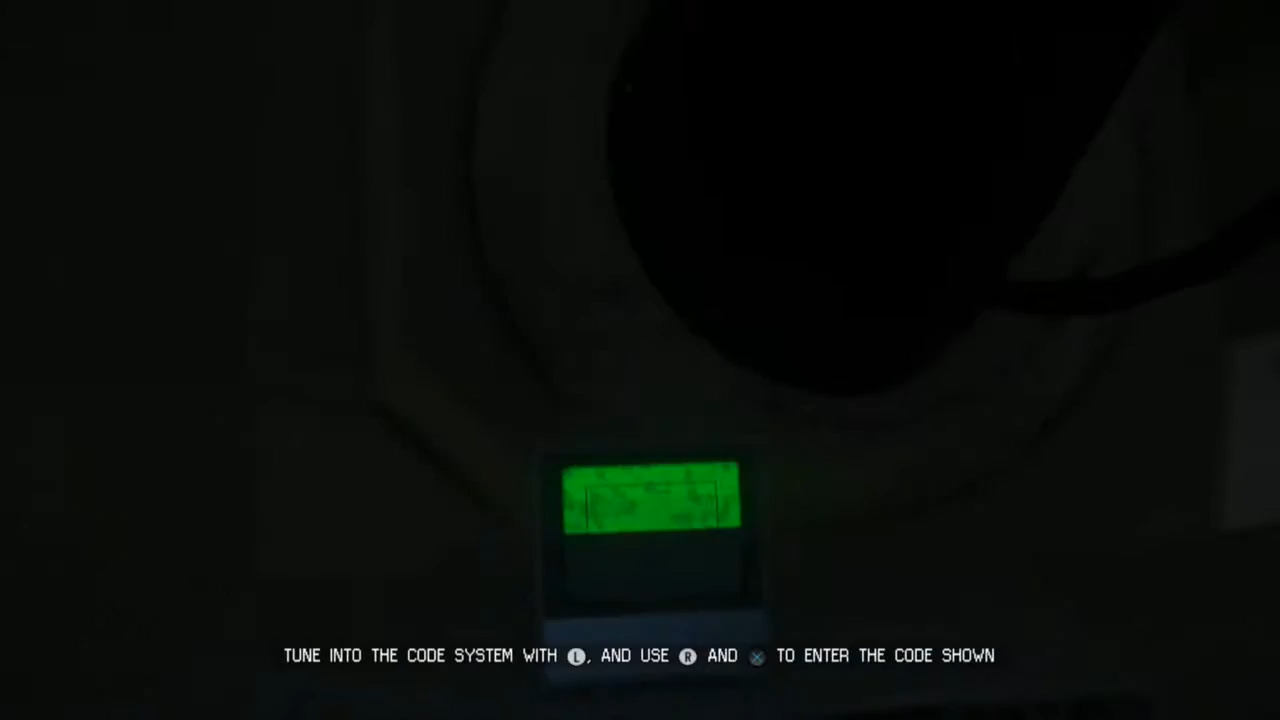 TUNE INTO THE CODE SYSTEM WITH L, AND USE R AND X TO ENTER THE CODE SHOWN